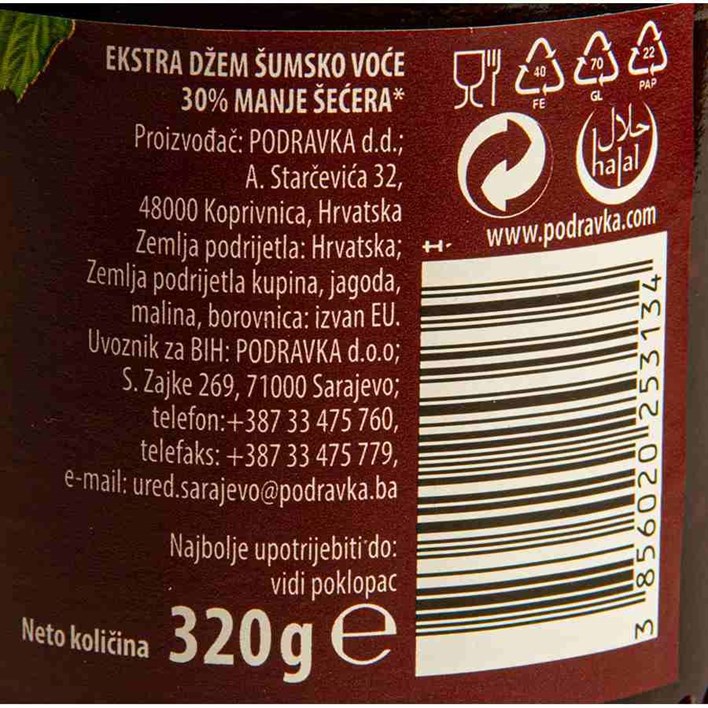 EKSTRA DŽEM ŠUMSKO VOĆE
30% MANJE ŠEĆERA*
Proizvođač: PODRAVKA d.d.;
A. Starčevića 32,
48000 Koprivnica, Hrvatska
Zemlja podrijetla: Hrvatska;
Zemlja podrijetla kupina, jagoda,
malina, borovnica: izvan EU.
Uvoznik za BIH: PODRAVKA d.o.o;
S. Zajke 269, 71000 Sarajevo;
telefon:+387 33 475 760,
telefaks: +387 33 475 779,
e-mail: ured.sarajevo@podravka.ba
Najbolje upotrijebiti do:
vidi poklopac
Neto količina 320g e
40
FE
70
GL
22
PAP
حلال
halal
www.podravka.com
3 856020 253134